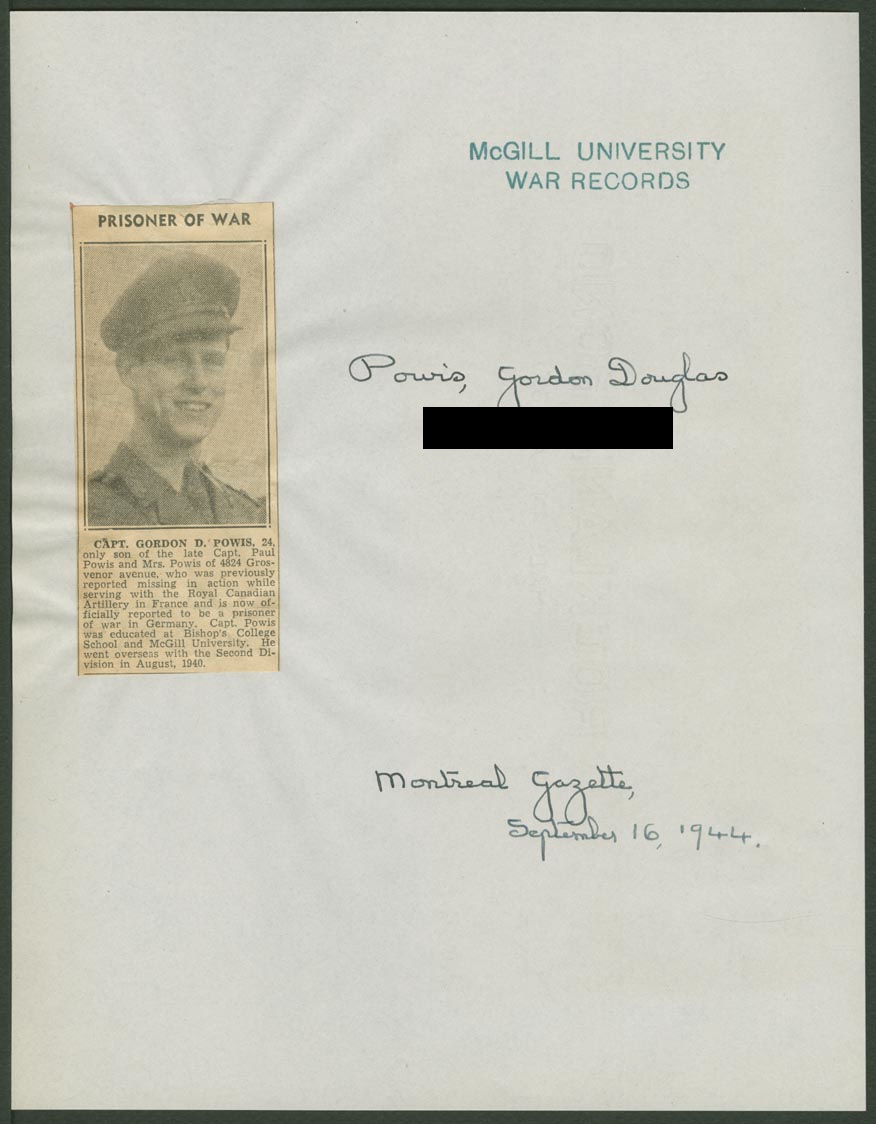 McGILL UNIVERSITY
WAR RECORDS
PRISONER OF WAR
Powis, Gordon Douglas
CAPT. GORDON D. POWIS, 24,
only son of the late Capt. Paul
Powis and Mrs. Powis of 4824 Gros-
venor avenue, who was previously
reported missing in action while
serving with the Royal Canadian
Artillery in France and is now of-
ficially reported to be a prisoner
of war in Germany. Capt. Powis
was educated at Bishop's College
School and McGill University. He
went overseas with the Second Di-
vision in August, 1940.
Montreal Gazette,
September 16, 1944.